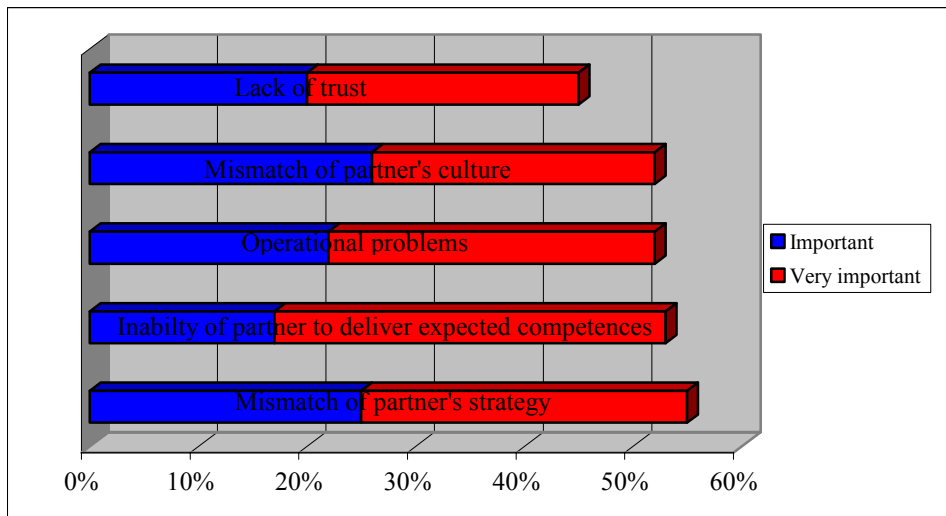 Lack of trust
Mismatch of partner's culture
Operational problems
Inabilty of partner to deliver expected competences
Mismatch of partner's strategy
0% 10% 20% 30% 40% 50% 60%
Important
Very important